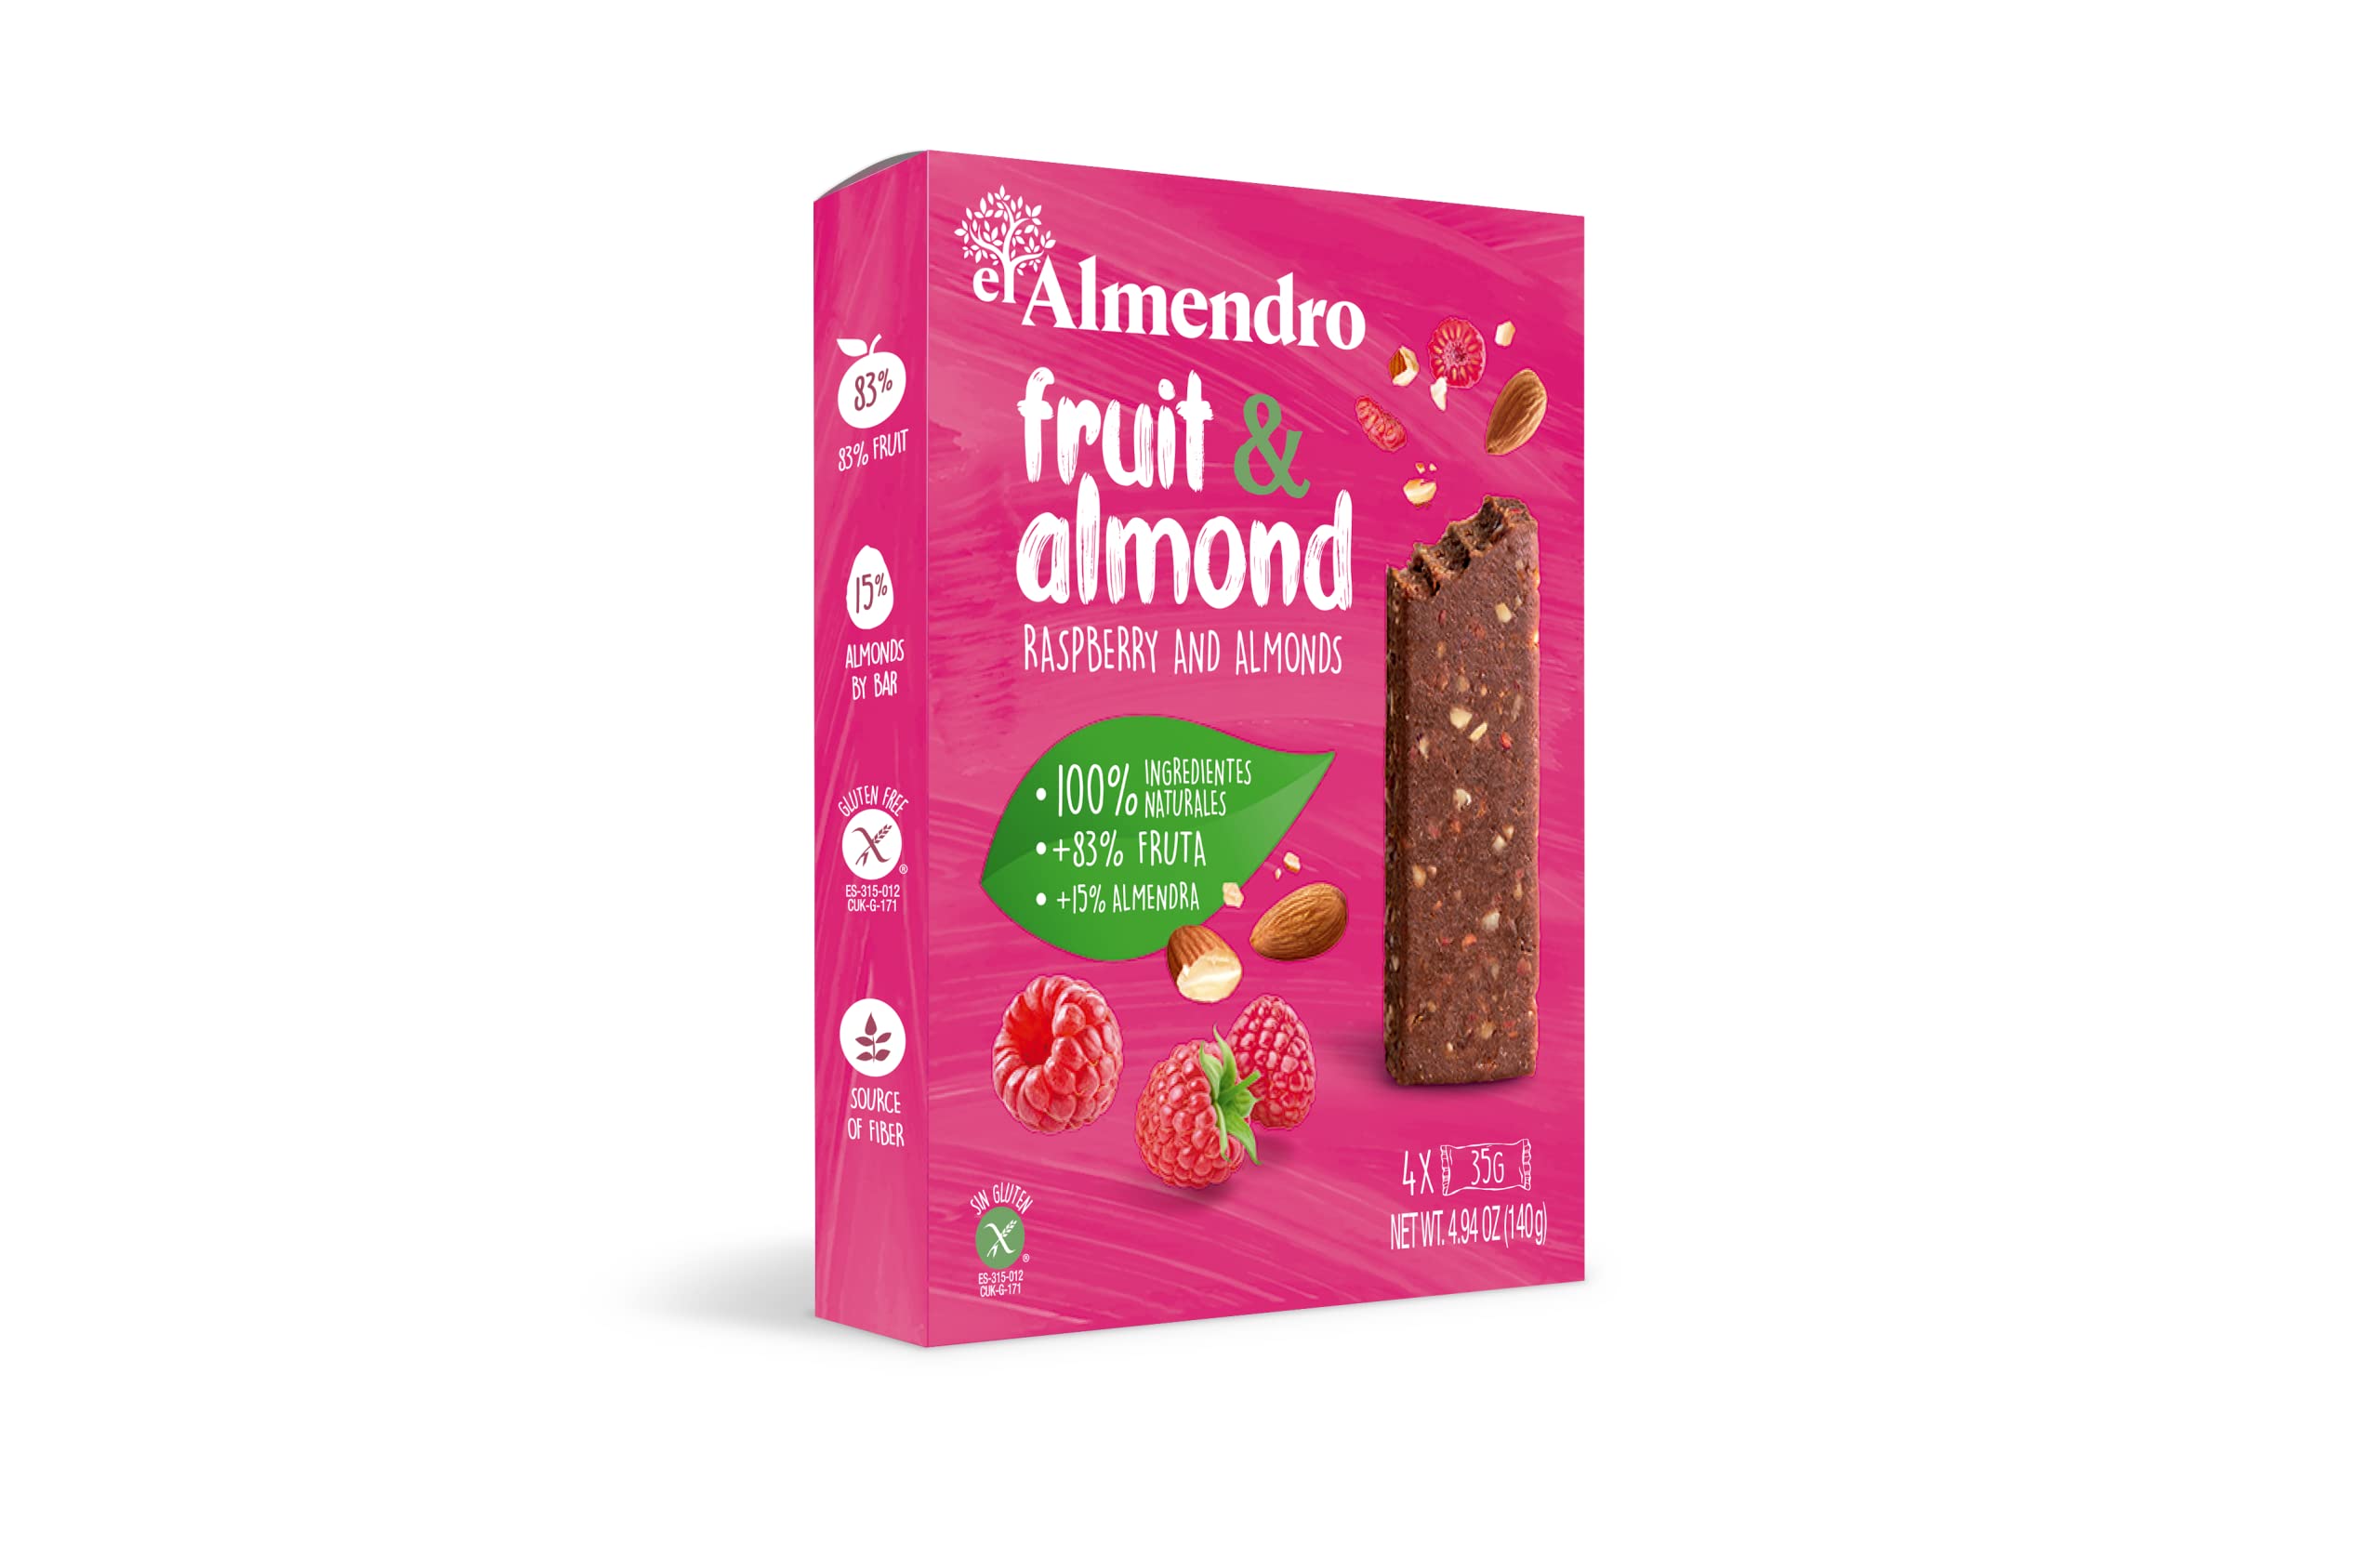 83%
83% FRUIT
15%
ALMONDS
BY BAR
GLUTEN FREE
®
ES-315-012
CUK-G-171
SOURCE
OF FIBER
el Almendro
fruit &
almond
RASPBERRY AND ALMONDS
• 100% INGREDIENTES
NATURALES
• +83% FRUTA
• +15% ALMENDRA
4X 35G
NET WT. 4.94 OZ (140g)
SIN GLUTEN
®
ES-315-012
CUK-G-171